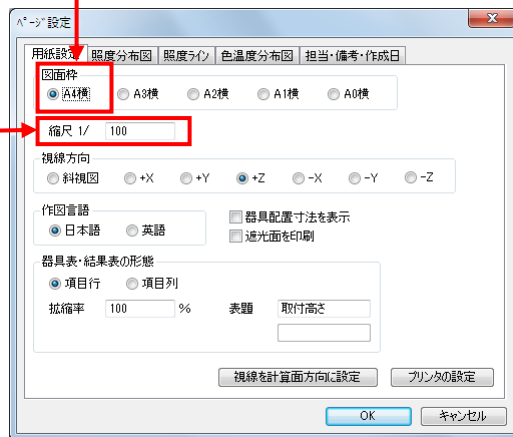 ﾍﾟｰｼﾞ設定
用紙設定 照度分布図 照度ライン 色温度分布図 担当・備考・作成日
図面枠
A4横 A3横 A2横 A1横 A0横
縮尺 1/ 100
視線方向
斜視図 +X +Y +Z -X -Y -Z
作図言語
日本語 英語
器具配置寸法を表示
遮光面を印刷
器具表・結果表の形態
項目行 項目列
拡縮率 100 % 表題 取付高さ
視線を計算面方向に設定 プリンタの設定
OK キャンセル